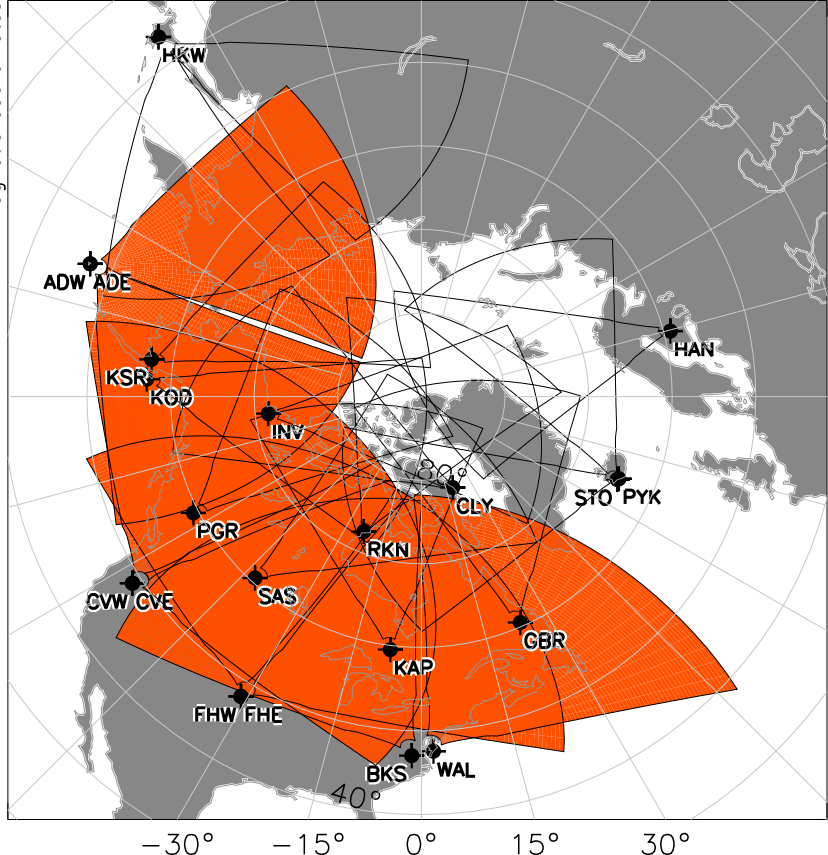 HKW
ADW ADE
HAN
KSR
KOD
INV
80°
CLY
STO PYK
PGR
RKN
CVW CVE
SAS
GBR
KAP
FHW FHE
BKS
WAL
40°
−30° −15° 0° 15° 30°